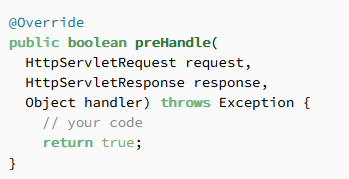 @Override
public boolean preHandle(
  HttpServletRequest request,
  HttpServletResponse response,
  Object handler) throws Exception {
    // your code
    return true;
}